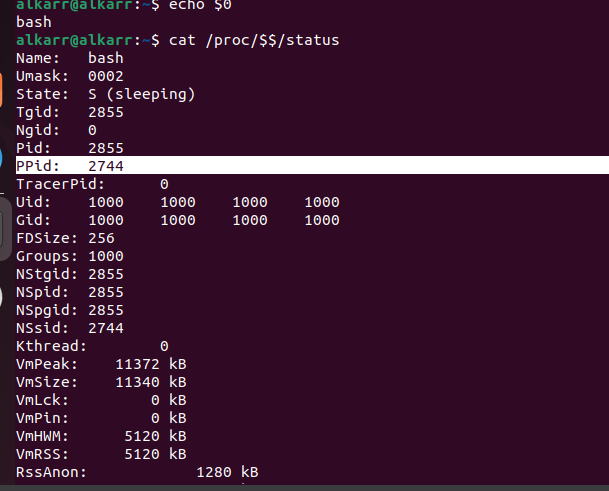 alkarr@alkarr:~$ echo $0
bash
alkarr@alkarr:~$ cat /proc/$$/status
Name:	bash
Umask:	0002
State:	S (sleeping)
Tgid:	2855
Ngid:	0
Pid:	2855
PPid:	2744
TracerPid:	0
Uid:	1000	1000	1000	1000
Gid:	1000	1000	1000	1000
FDSize:	256
Groups:	1000
NStgid:	2855
NSpid:	2855
NSpgid:	2855
NSsid:	2744
Kthread:	0
VmPeak:	   11372 kB
VmSize:	   11340 kB
VmLck:	       0 kB
VmPin:	       0 kB
VmHWM:	    5120 kB
VmRSS:	    5120 kB
RssAnon:	    1280 kB